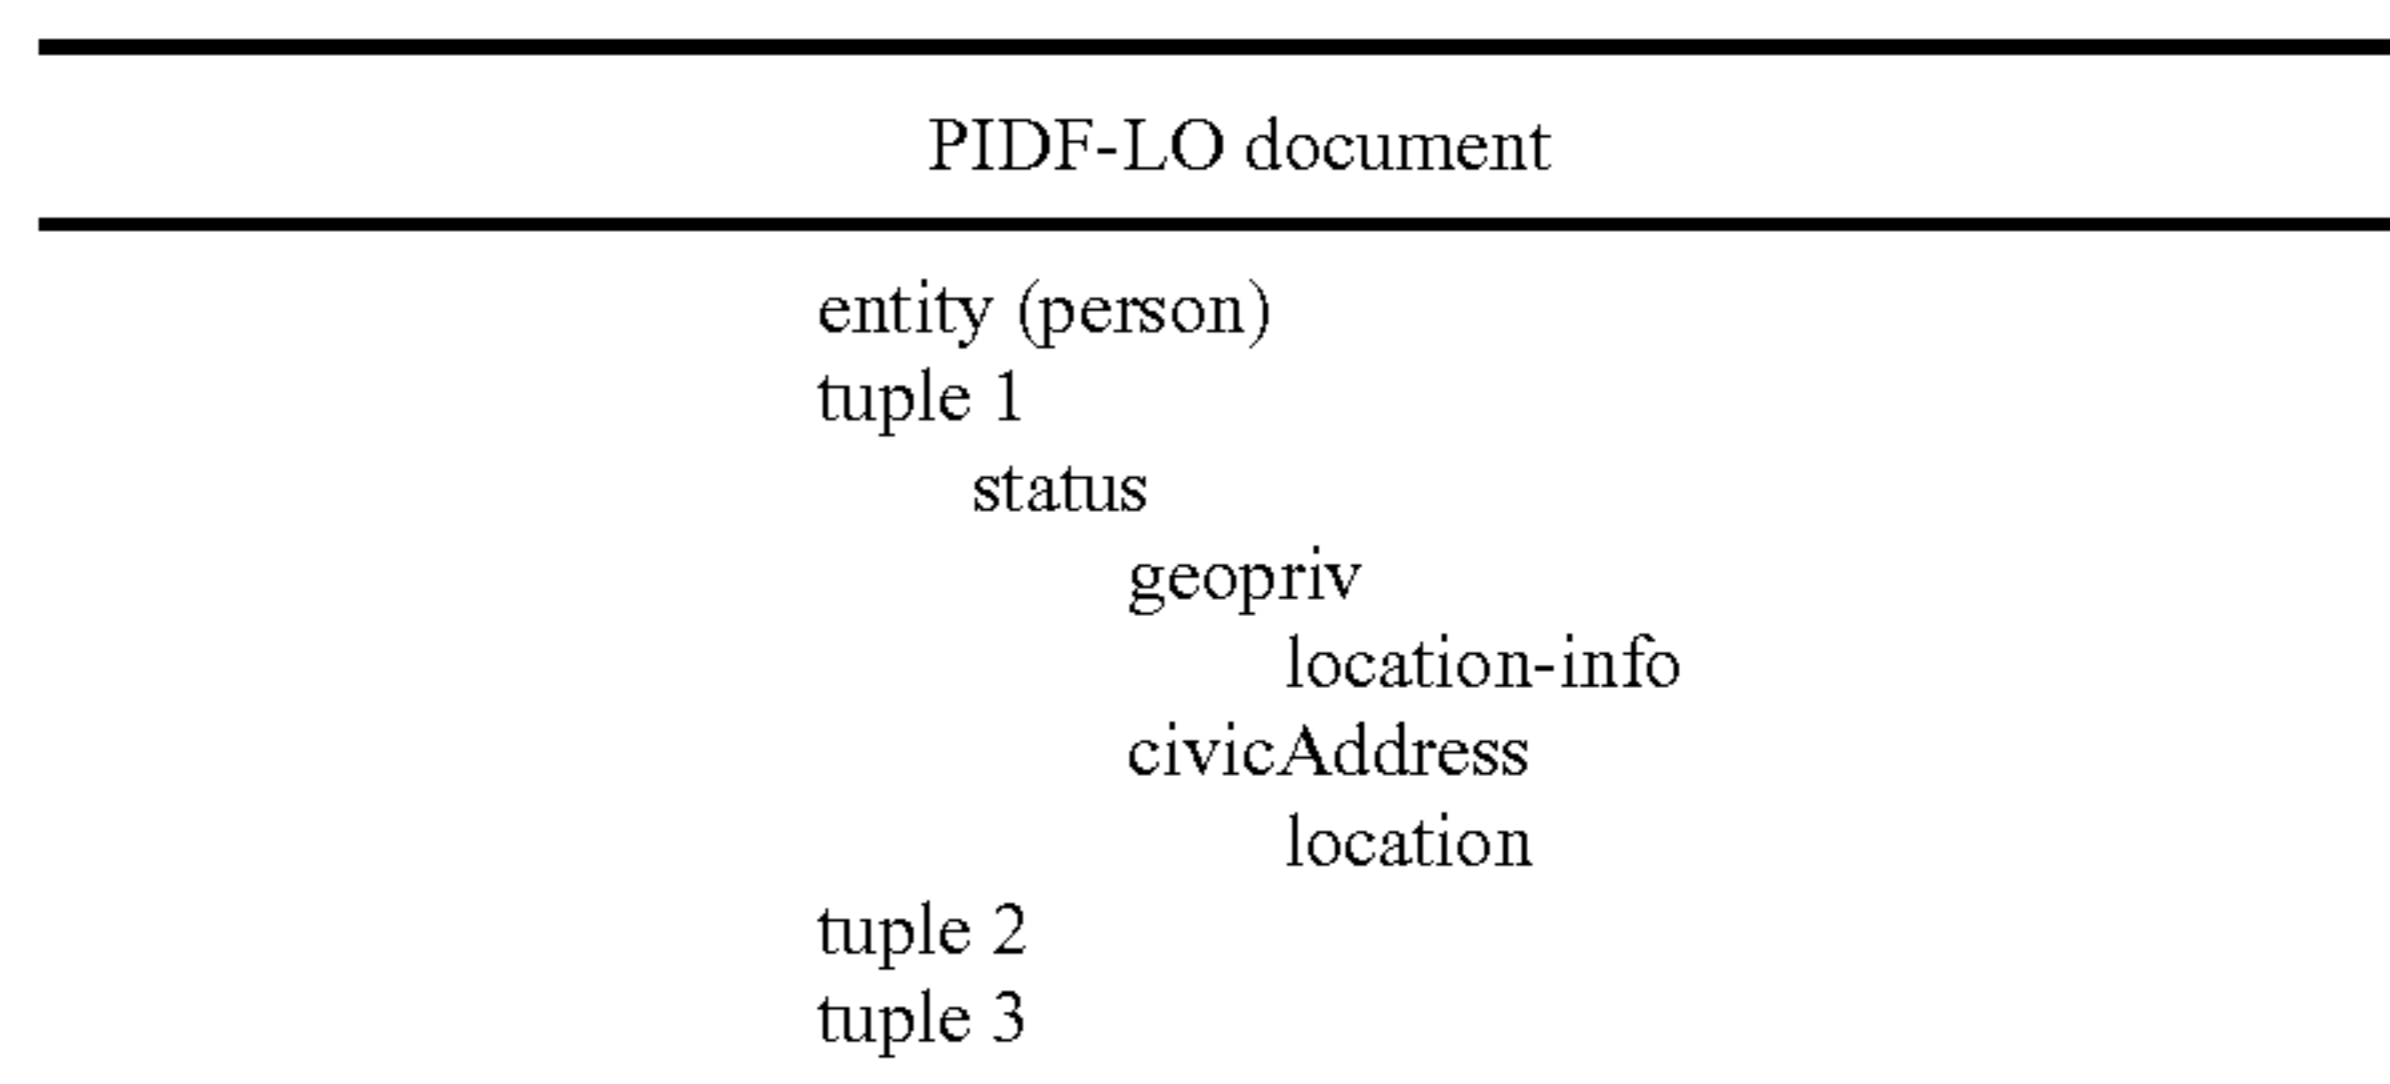 PIDF-LO document
entity (person)
tuple 1
status
geopriv
location-info
civicAddress
location
tuple 2
tuple 3